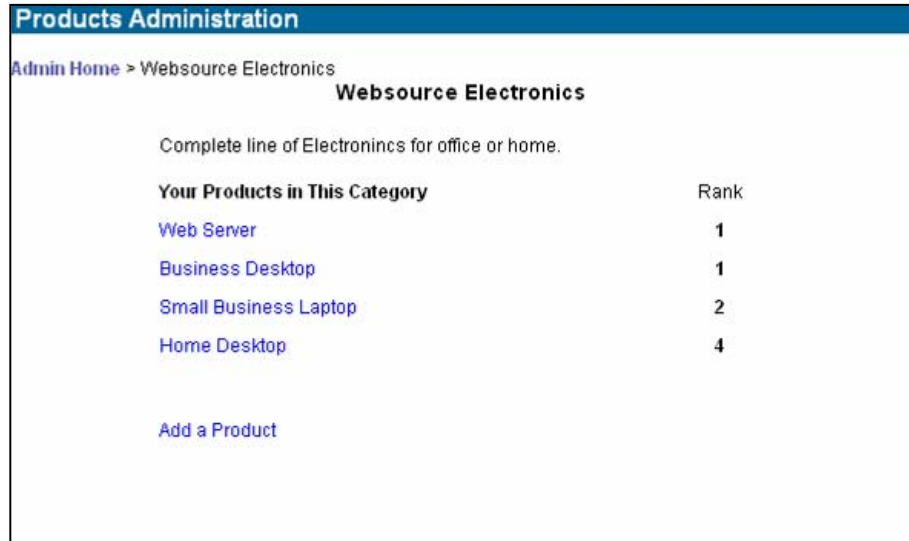 Products Administration
Admin Home > Websource Electronics
Websource Electronics
Complete line of Electronincs for office or home.
Your Products in This Category Rank
Web Server 1
Business Desktop 1
Small Business Laptop 2
Home Desktop 4
Add a Product